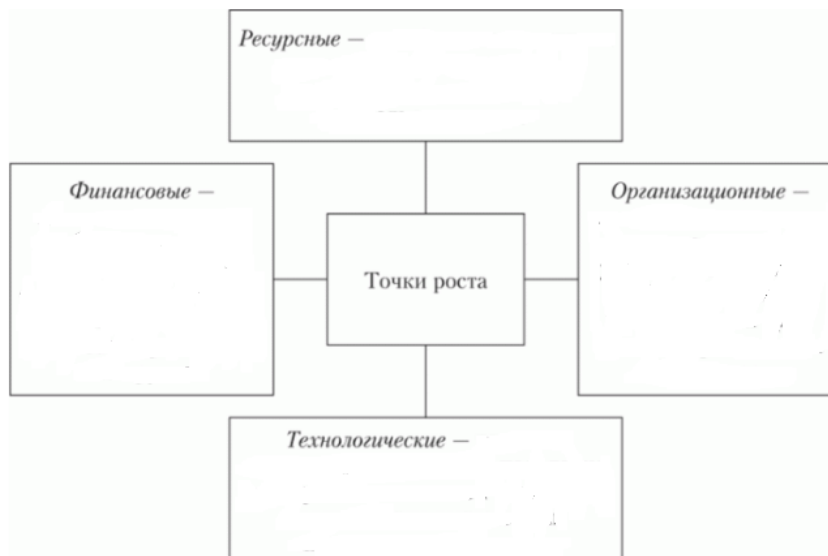 Ресурсные —
Финансовые —
Организационные —
Точки роста
Технологические —